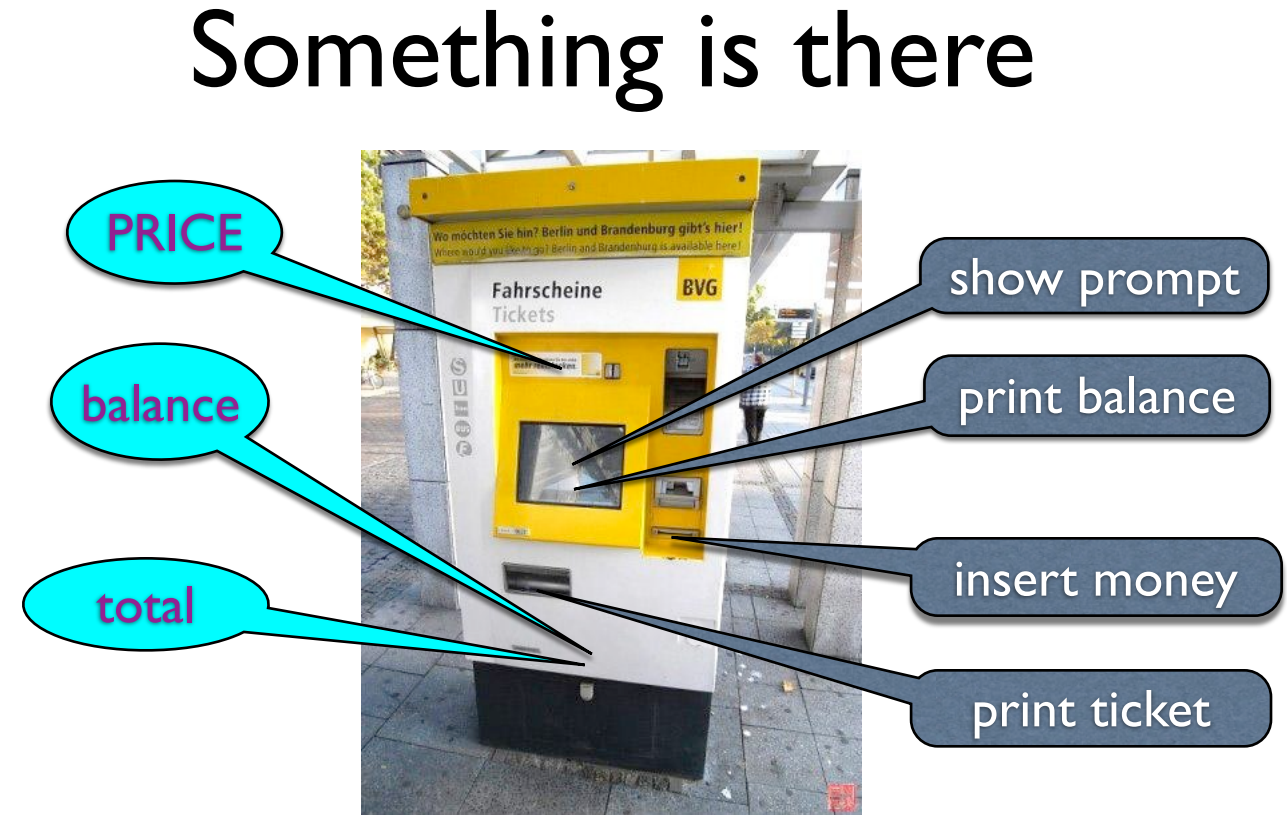 Something is there
PRICE
balance
total
Wo möchten Sie hin? Berlin und Brandenburg gibt's hier!
Where would you like to go? Berlin and Brandenburg is available here!
Fahrscheine
Tickets
BVG
S
U
BUS
F
show prompt
print balance
insert money
print ticket